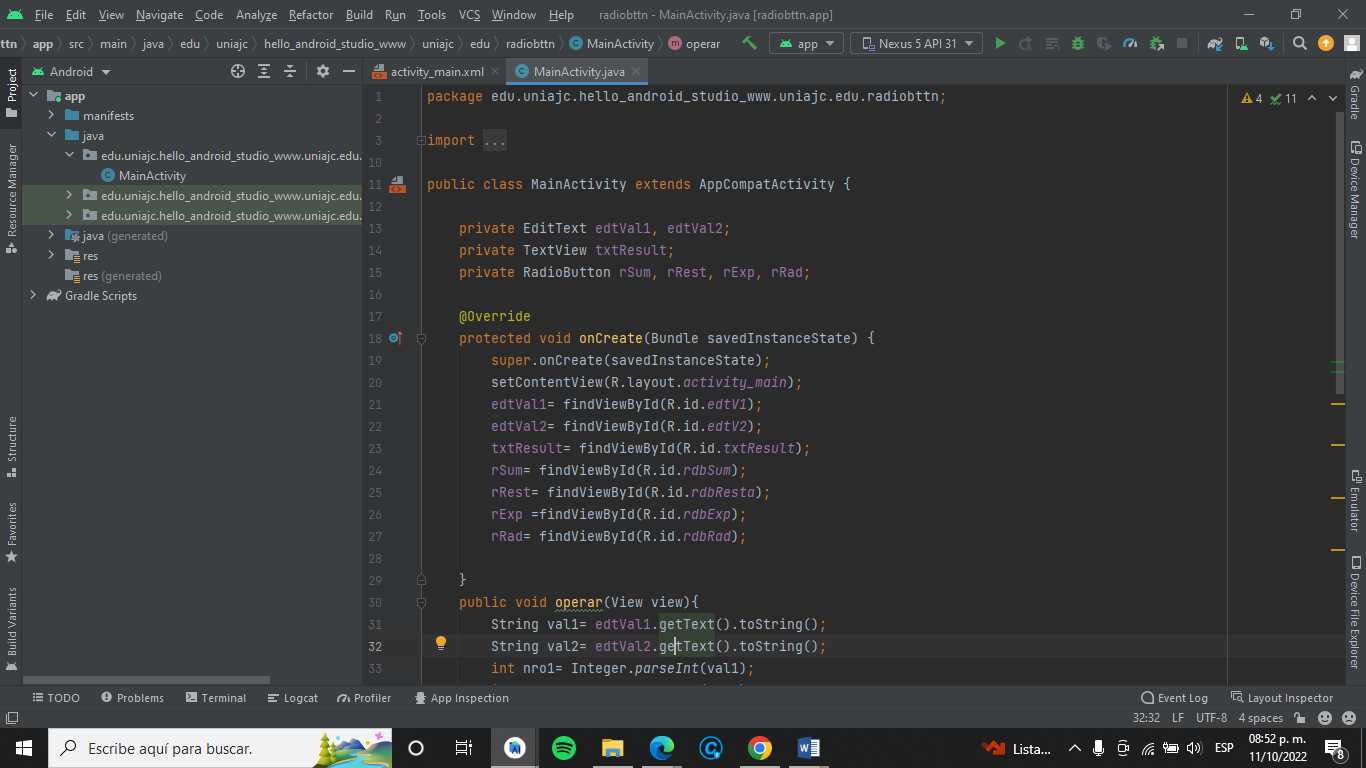 File Edit View Navigate Code Analyze Refactor Build Run Tools VCS Window Help radiobttn - MainActivity.java [radiobttn.app]
ttn app src main java edu uniajc hello_android_studio_www uniajc edu radiobttn MainActivity operar app Nexus 5 API 31
Android
activity_main.xml MainActivity.java
Project
Resource Manager
Structure
Favorites
Build Variants
app
manifests
java
edu.uniajc.hello_android_studio_www.uniajc.edu.
MainActivity
edu.uniajc.hello_android_studio_www.uniajc.edu.
edu.uniajc.hello_android_studio_www.uniajc.edu.
java (generated)
res
res (generated)
Gradle Scripts
4 11
1 package edu.uniajc.hello_android_studio_www.uniajc.edu.radiobttn;
2
3 import ...
10
11 public class MainActivity extends AppCompatActivity {
12
13 private EditText edtVal1, edtVal2;
14 private TextView txtResult;
15 private RadioButton rSum, rRest, rExp, rRad;
16
17 @Override
18 protected void onCreate(Bundle savedInstanceState) {
19 super.onCreate(savedInstanceState);
20 setContentView(R.layout.activity_main);
21 edtVal1= findViewById(R.id.edtV1);
22 edtVal2= findViewById(R.id.edtV2);
23 txtResult= findViewById(R.id.txtResult);
24 rSum= findViewById(R.id.rdbSum);
25 rRest= findViewById(R.id.rdbResta);
26 rExp =findViewById(R.id.rdbExp);
27 rRad= findViewById(R.id.rdbRad);
28
29 }
30 public void operar(View view){
31 String val1= edtVal1.getText().toString();
32 String val2= edtVal2.getText().toString();
33 int nro1= Integer.parseInt(val1);
Gradle
Device Manager
Emulator
Device File Explorer
TODO Problems Terminal Logcat Profiler App Inspection Event Log Layout Inspector
32:32 LF UTF-8 4 spaces
Escribe aquí para buscar.
Lista... ESP 08:52 p. m.
11/10/2022
8